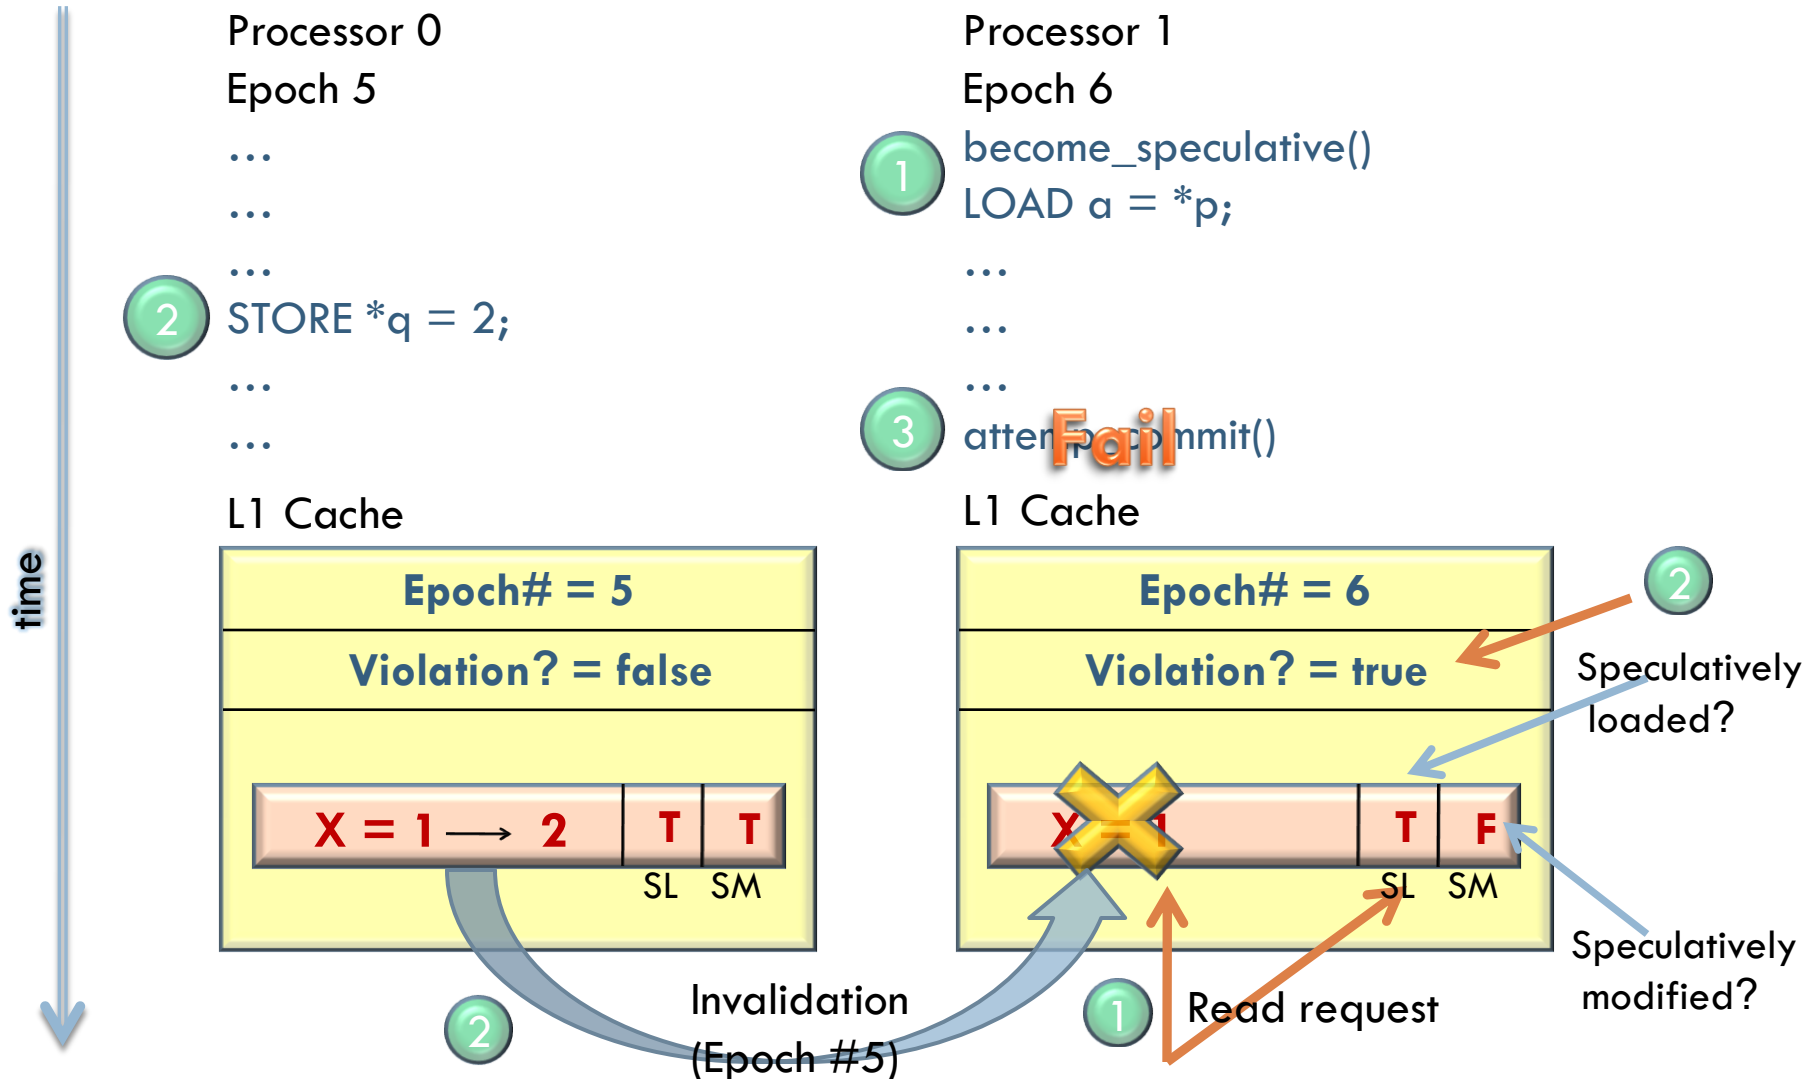 Processor 0
Epoch 5
...
...
...
2
STORE *q = 2;
...
...
Processor 1
Epoch 6
1
become_speculative()
LOAD a = *p;
...
...
...
3
attempt_commit()
Fail
time
L1 Cache
Epoch# = 5
Violation? = false
X = 1 → 2
T
T
SL
SM
L1 Cache
Epoch# = 6
Violation? = true
X = 1
T
F
SL
SM
2
Speculatively
loaded?
Speculatively
modified?
2
Invalidation
(Epoch #5)
1
Read request